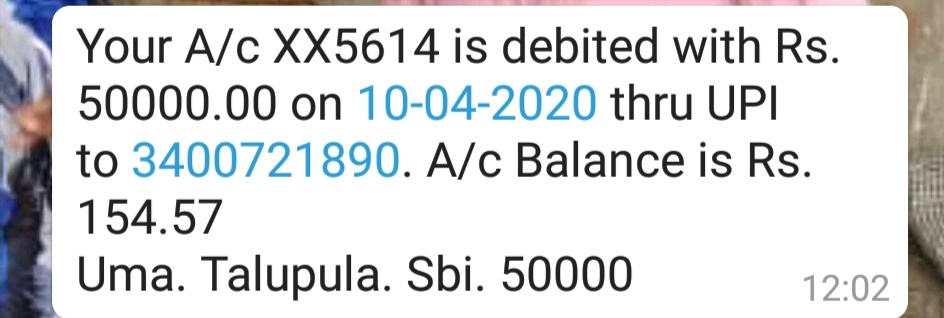 Your A/c XX5614 is debited with Rs.
50000.00 on 10-04-2020 thru UPI
to 3400721890. A/c Balance is Rs.
154.57
Uma. Talupula. Sbi. 50000
12:02